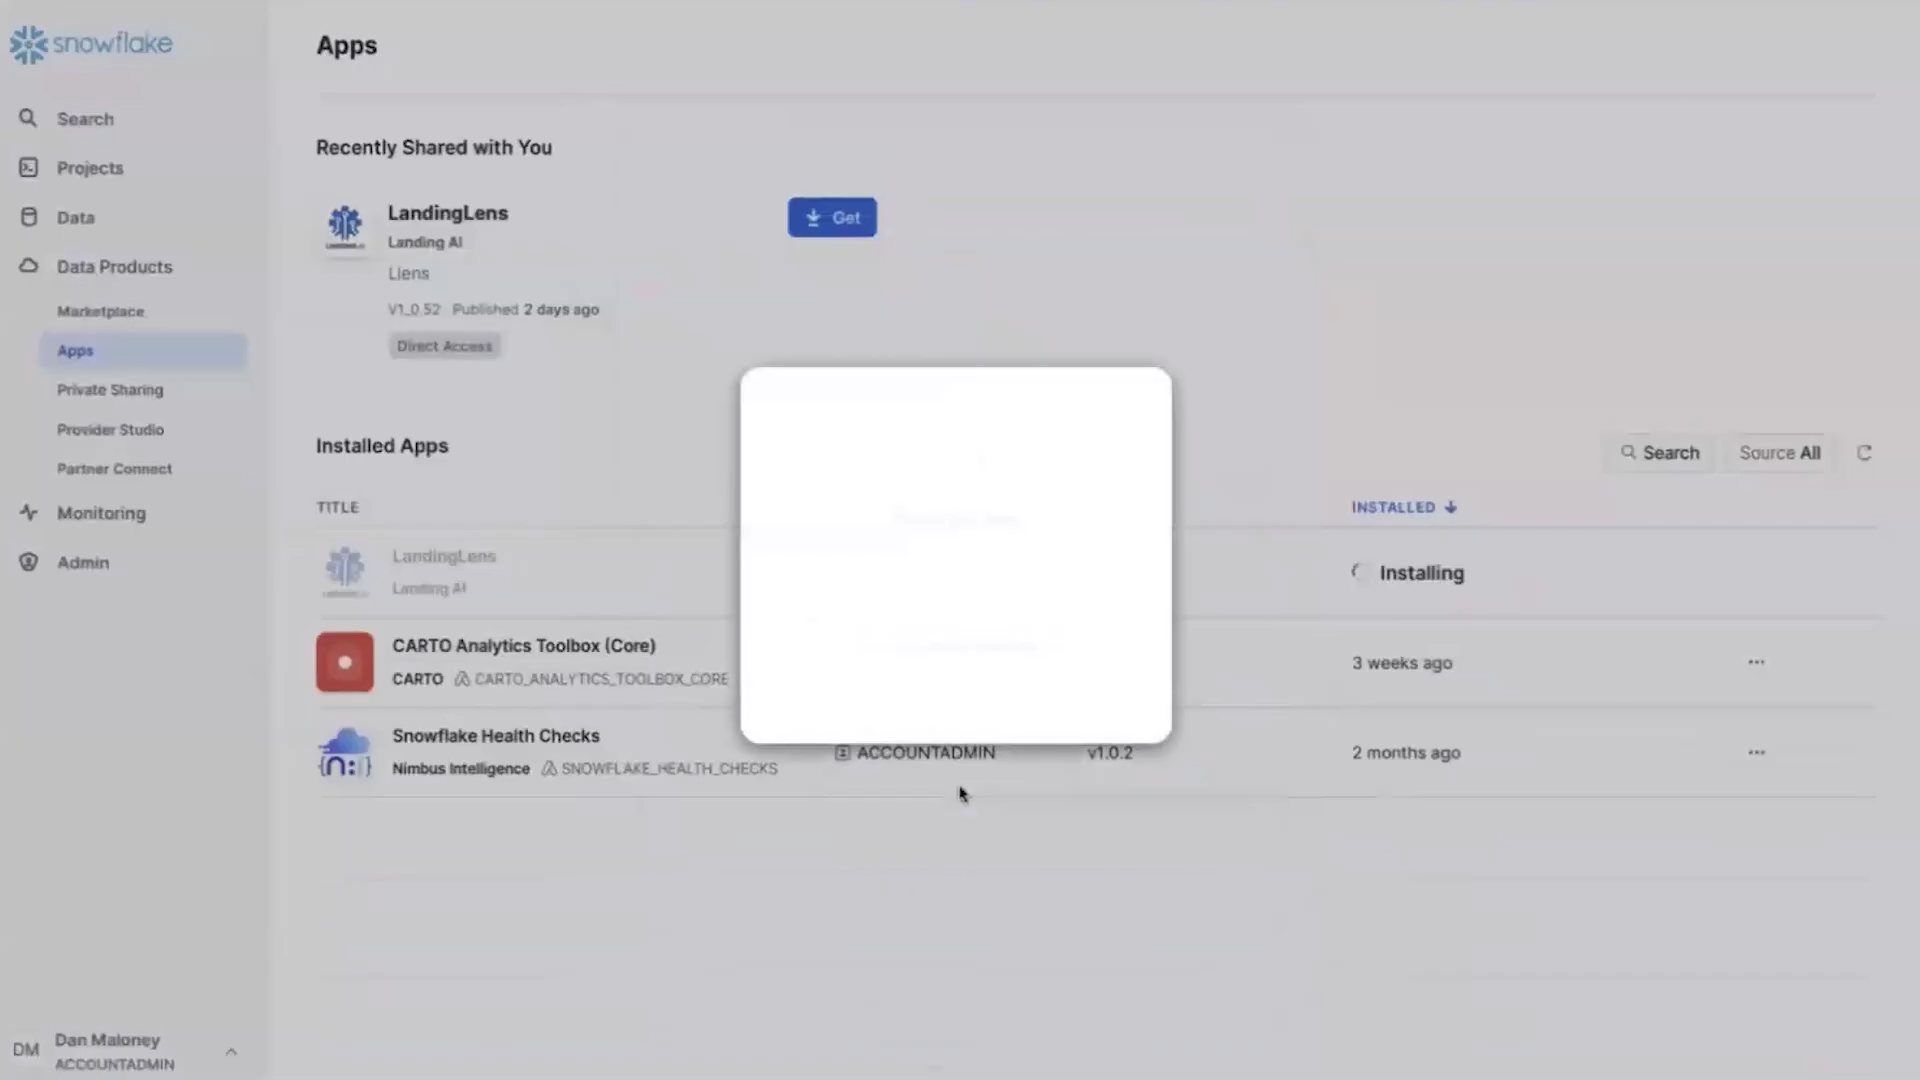 snowflake
Apps
Search
Projects
Data
Data Products
Marketplace
Apps
Private Sharing
Provider Studio
Partner Connect
Monitoring
Admin
DM
Dan Maloney
ACCOUNTADMIN
Recently Shared with You
LandingLens
Landing AI
Llens
V1_0.52 Published 2 days ago
Direct Access
Get
Installed Apps
Search
Source All
TITLE
INSTALLED
LandingLens
Landing AI
Installing
CARTO Analytics Toolbox (Core)
CARTO CARTO_ANALYTICS_TOOLBOX_CORE
3 weeks ago
Snowflake Health Checks
Nimbus Intelligence SNOWFLAKE_HEALTH_CHECKS
ACCOUNTADMIN
v1.0.2
2 months ago